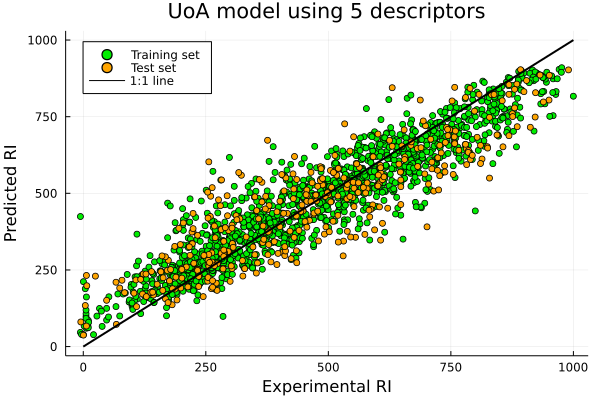 UoA model using 5 descriptors
1000
Training set
Test set
1:1 line
750
Predicted RI
500
250
0
0 250 500 750 1000
Experimental RI